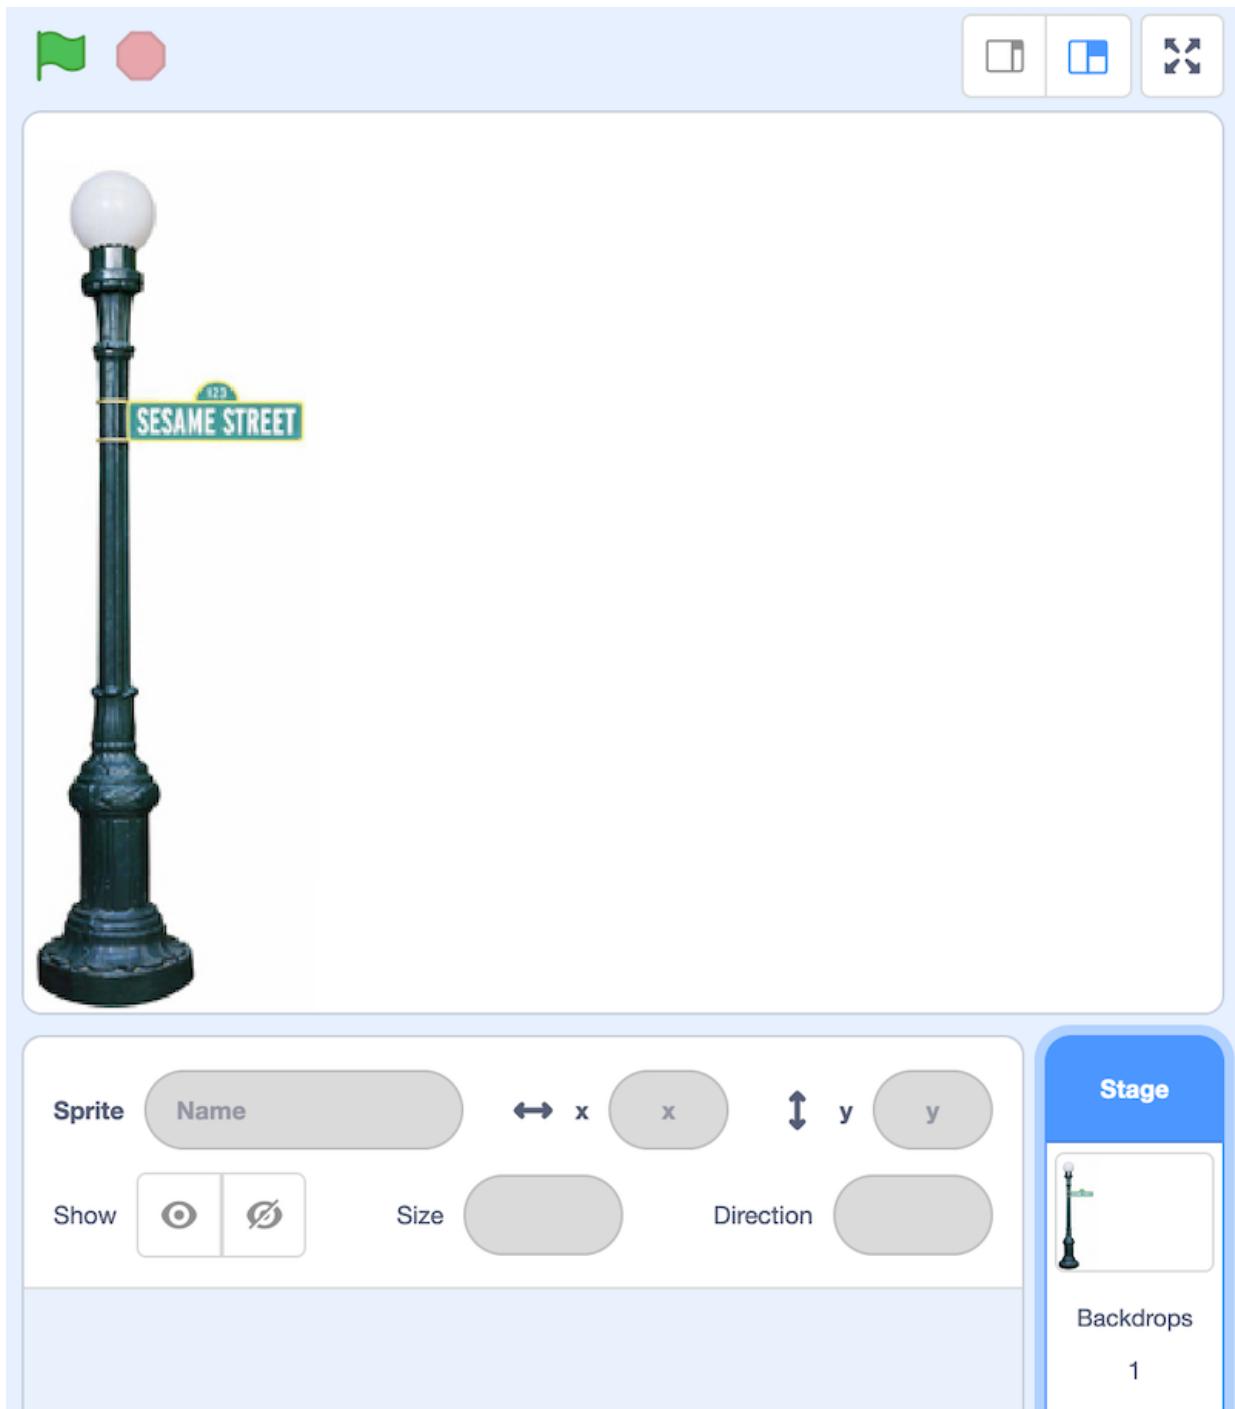 123
SESAME STREET
Sprite Name x x y y
Show Size Direction
Stage
Backdrops
1